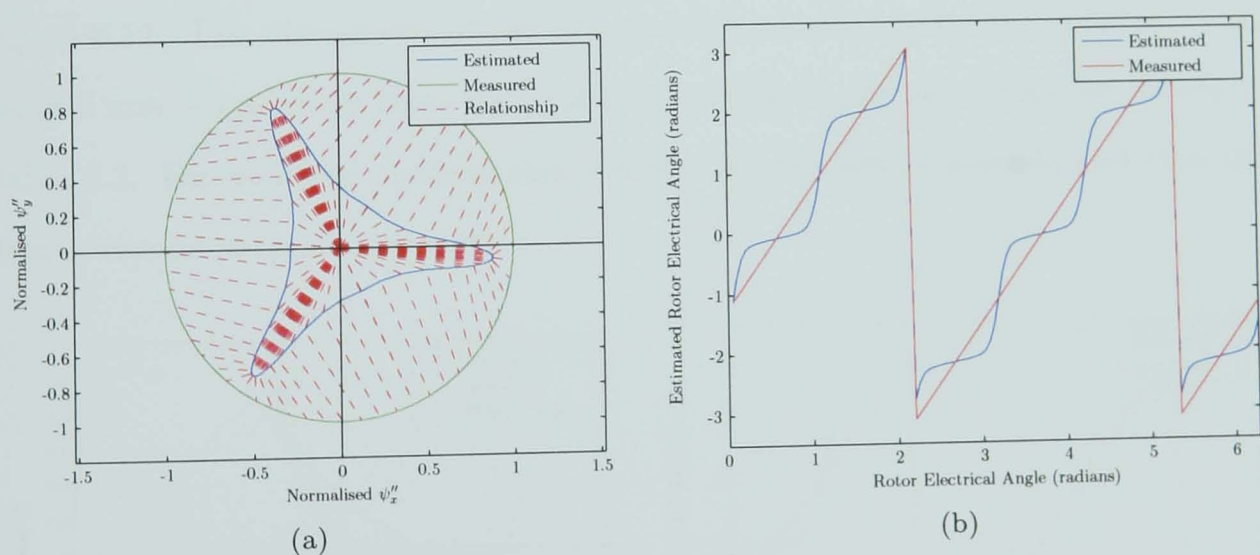 Estimated
Measured
Relationship
1
0.8
0.6
0.4
0.2
0
-0.2
-0.4
-0.6
-0.8
-1
Normalised ψ″y
-1.5
-1
-0.5
0
0.5
1
1.5
Normalised ψ″x
(a)
Estimated
Measured
3
2
1
0
-1
-2
-3
Estimated Rotor Electrical Angle (radians)
0
1
2
3
4
5
6
Rotor Electrical Angle (radians)
(b)